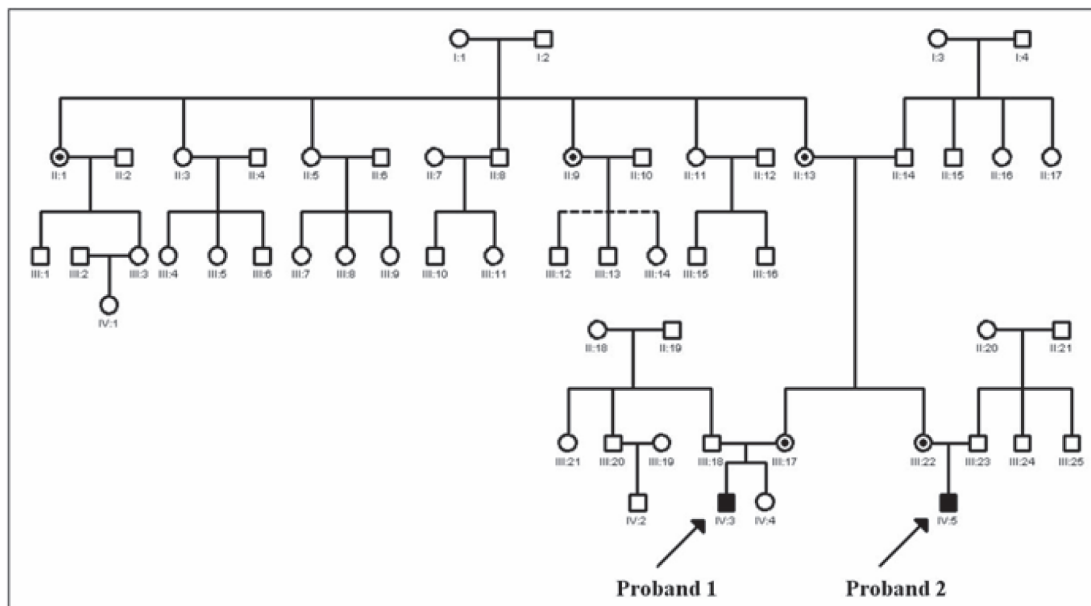 I:1 I:2 I:3 I:4
II:1 II:2 II:3 II:4 II:5 II:6 II:7 II:8 II:9 II:10 II:11 II:12 II:13 II:14 II:15 II:16 II:17
III:1 III:2 III:3 III:4 III:5 III:6 III:7 III:8 III:9 III:10 III:11 III:12 III:13 III:14 III:15 III:16
IV:1
II:18 II:19 II:20 II:21
III:21 III:20 III:19 III:18 III:17 III:22 III:23 III:24 III:25
IV:2 IV:3 IV:4 IV:5
Proband 1 Proband 2